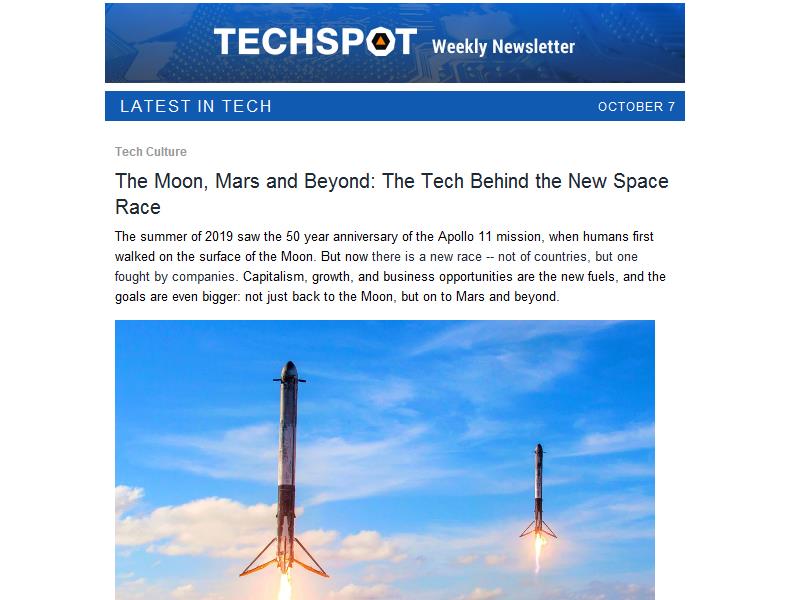 TECHSPOT Weekly Newsletter
LATEST IN TECH OCTOBER 7
Tech Culture
The Moon, Mars and Beyond: The Tech Behind the New Space
Race
The summer of 2019 saw the 50 year anniversary of the Apollo 11 mission, when humans first
walked on the surface of the Moon. But now there is a new race -- not of countries, but one
fought by companies. Capitalism, growth, and business opportunities are the new fuels, and the
goals are even bigger: not just back to the Moon, but on to Mars and beyond.